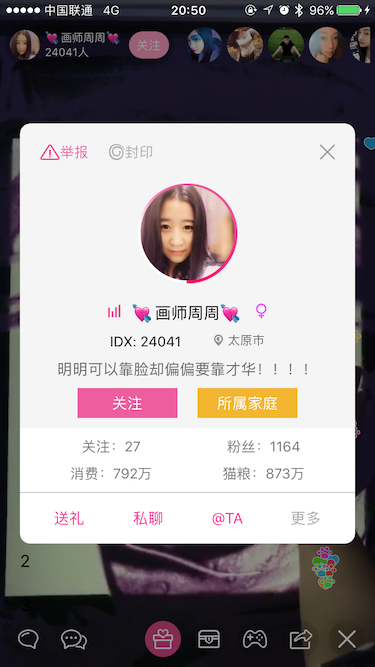 中国联通 4G 20:50 96%
💘 画师周周💘
24041人
关注
举报 封印
💘 画师周周💘
IDX: 24041 太原市
明明可以靠脸却偏偏要靠才华！！！！
关注 所属家庭
关注：27 粉丝：1164
消费：792万 猫粮：873万
送礼 私聊 @TA 更多
2